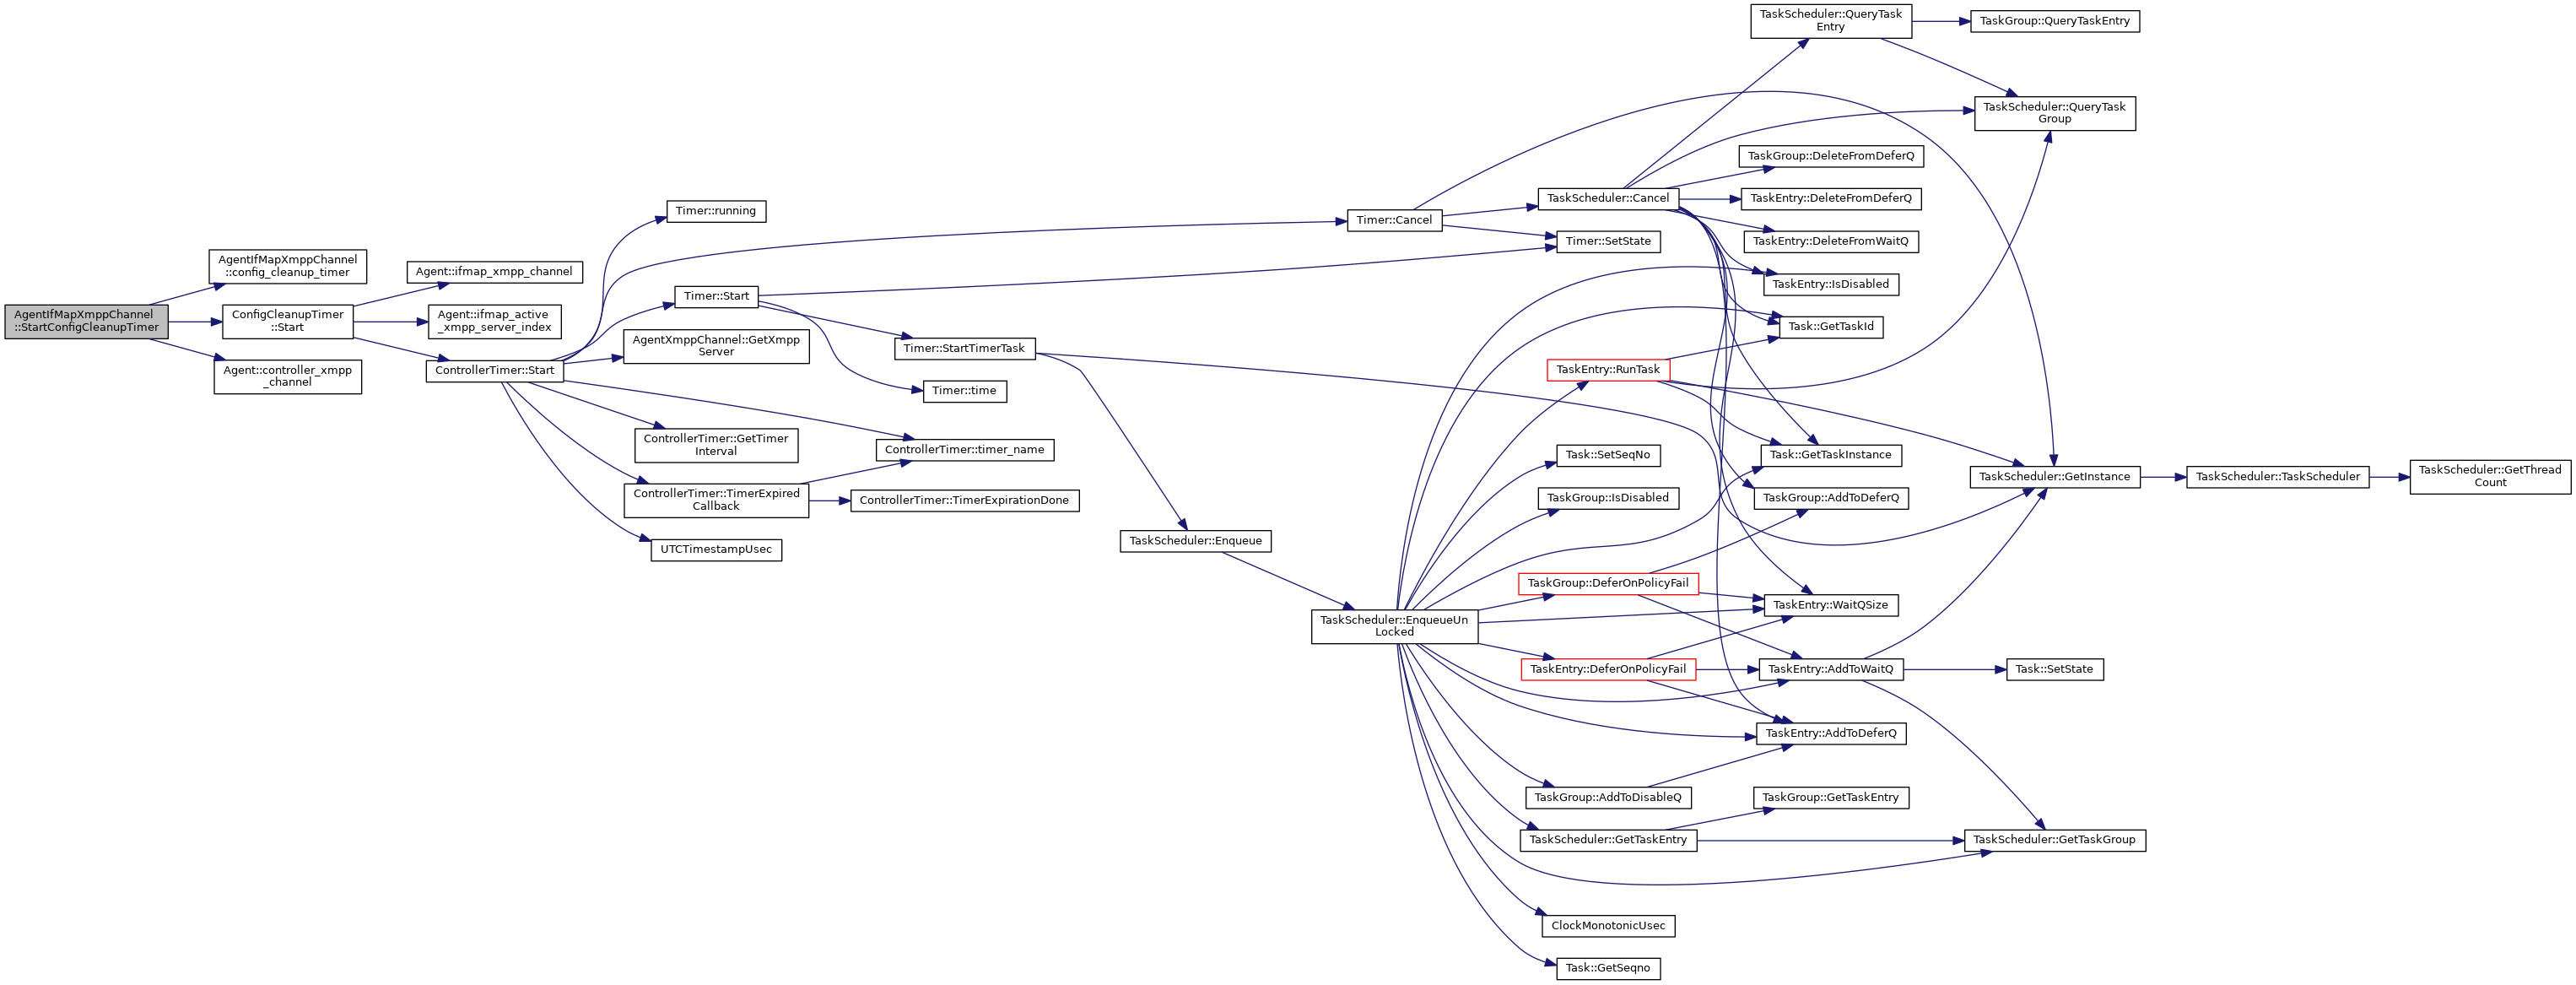 AgentIfMapXmppChannel
::StartConfigCleanupTimer
AgentIfMapXmppChannel
::config_cleanup_timer
ConfigCleanupTimer
::Start
Agent::controller_xmpp
_channel
Agent::ifmap_xmpp_channel
Agent::ifmap_active
_xmpp_server_index
ControllerTimer::Start
Timer::running
Timer::Start
AgentXmppChannel::GetXmpp
Server
ControllerTimer::GetTimer
Interval
ControllerTimer::TimerExpired
Callback
UTCTimestampUsec
Timer::StartTimerTask
Timer::time
ControllerTimer::timer_name
ControllerTimer::TimerExpirationDone
TaskScheduler::Enqueue
Timer::Cancel
TaskScheduler::EnqueueUn
Locked
TaskScheduler::Cancel
Timer::SetState
TaskEntry::RunTask
Task::SetSeqNo
TaskGroup::IsDisabled
TaskGroup::DeferOnPolicyFail
TaskEntry::DeferOnPolicyFail
TaskGroup::AddToDisableQ
TaskScheduler::GetTaskEntry
ClockMonotonicUsec
Task::GetSeqno
TaskScheduler::QueryTask
Entry
TaskGroup::DeleteFromDeferQ
TaskEntry::DeleteFromDeferQ
TaskEntry::DeleteFromWaitQ
TaskEntry::IsDisabled
Task::GetTaskId
Task::GetTaskInstance
TaskGroup::AddToDeferQ
TaskEntry::WaitQSize
TaskEntry::AddToWaitQ
TaskEntry::AddToDeferQ
TaskGroup::GetTaskEntry
TaskGroup::QueryTaskEntry
TaskScheduler::QueryTask
Group
TaskScheduler::GetInstance
Task::SetState
TaskScheduler::GetTaskGroup
TaskScheduler::TaskScheduler
TaskScheduler::GetThread
Count